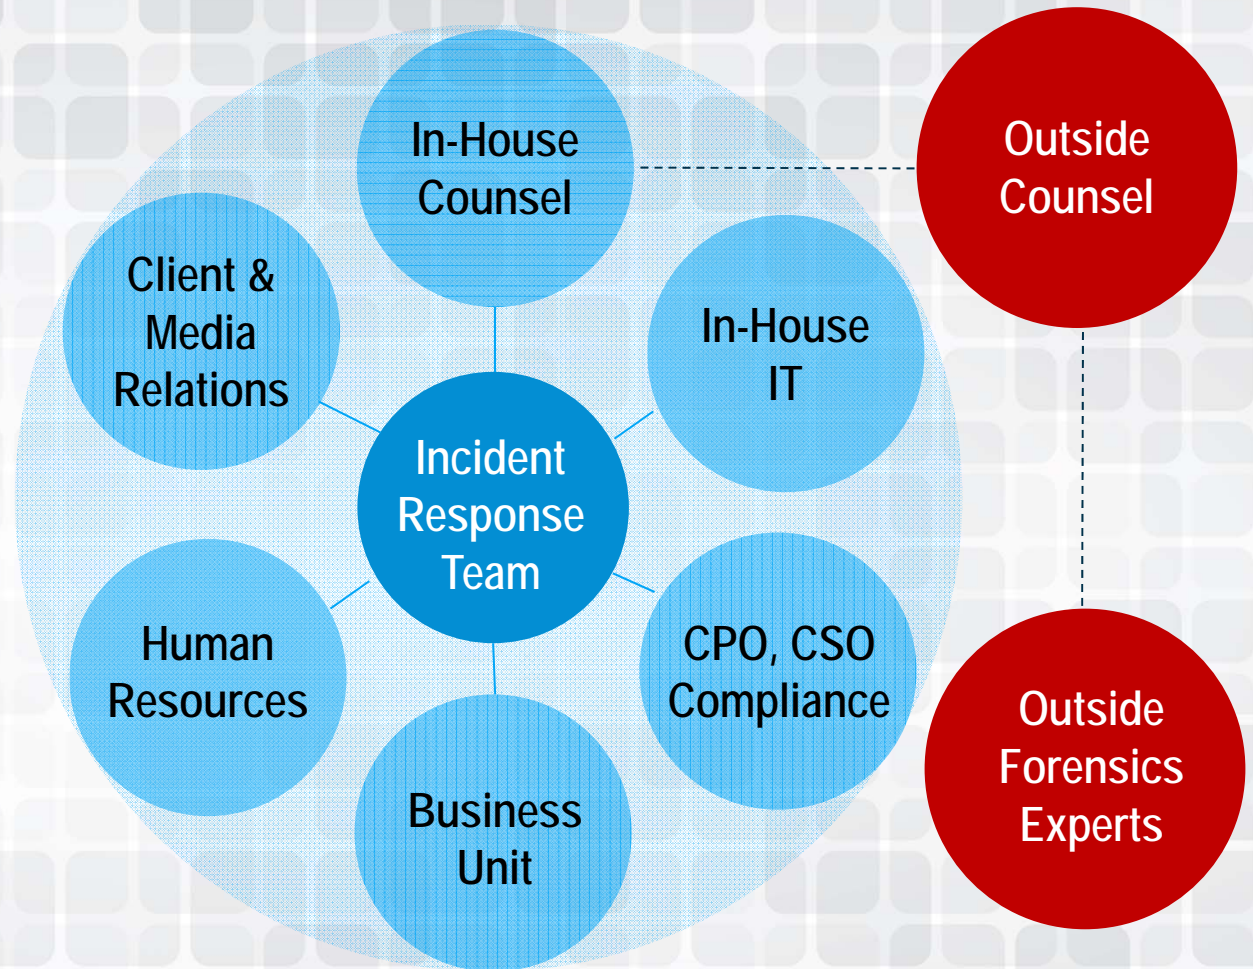 In-House
Counsel
Outside
Counsel
Client &
Media
Relations
In-House
IT
Incident
Response
Team
Human
Resources
CPO, CSO
Compliance
Business
Unit
Outside
Forensics
Experts